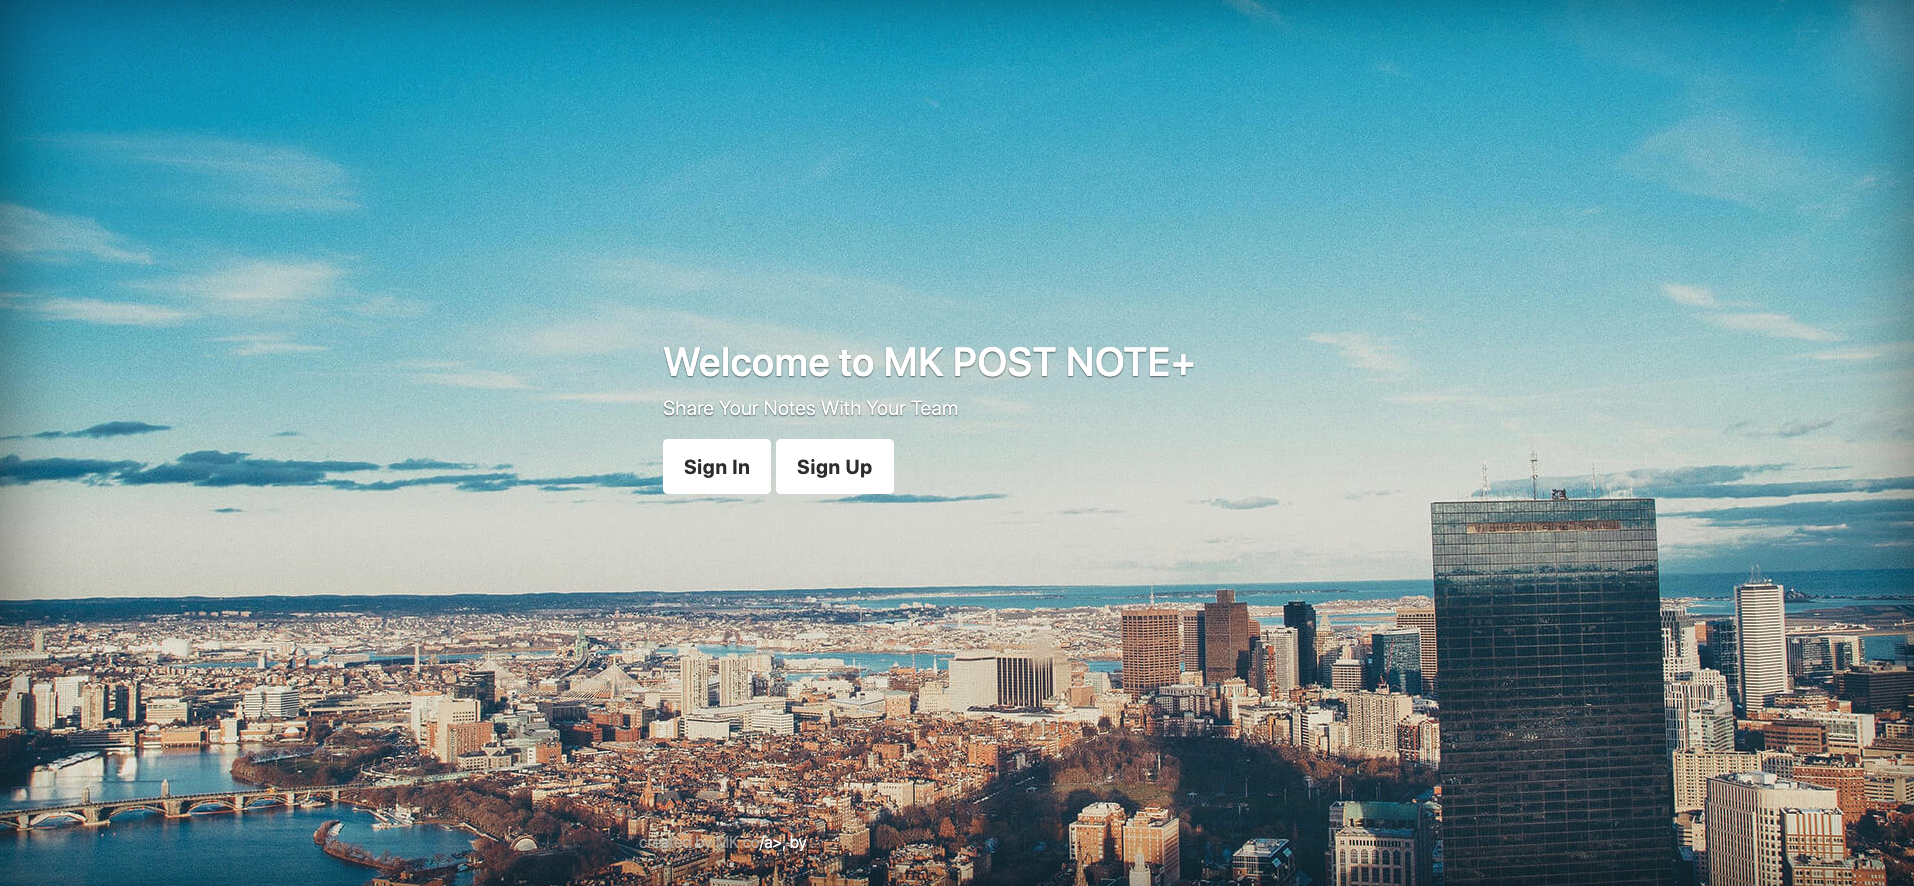 Welcome to MK POST NOTE+
Share Your Notes With Your Team
Sign In Sign Up
created by MK co/a>, by